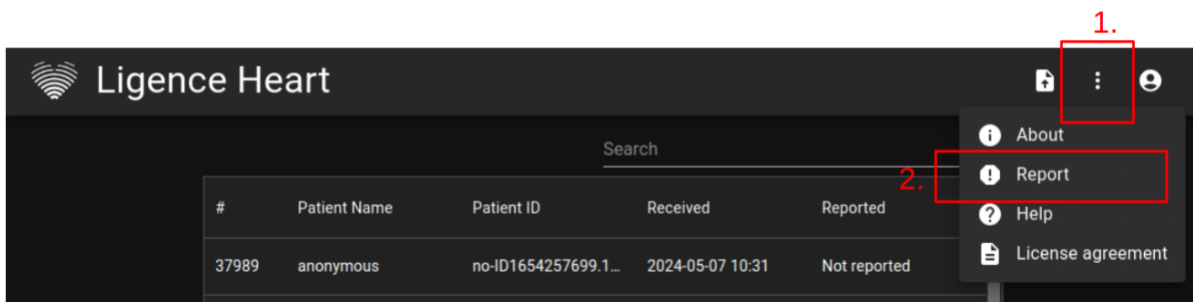 1.
Ligence Heart
About
Search
2.
Report
# Patient Name Patient ID Received Reported
Help
37989 anonymous no-ID1654257699.1... 2024-05-07 10:31 Not reported
License agreement